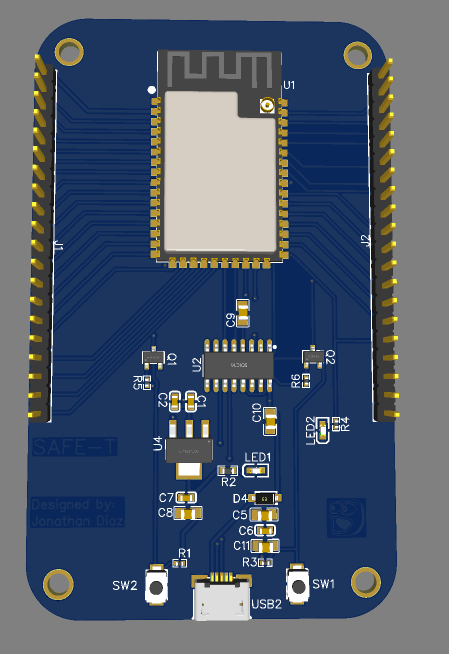 U1
J1
J2
C9
Q1
U2
Q2
R5
R6
C2
C1
C10
LED2
R4
U4
SAFE-T
LED1
R2
C7
D4
C8
C5
Designed by:
Jonathan Diaz
C6
C11
R1
R3
SW2
SW1
USB2